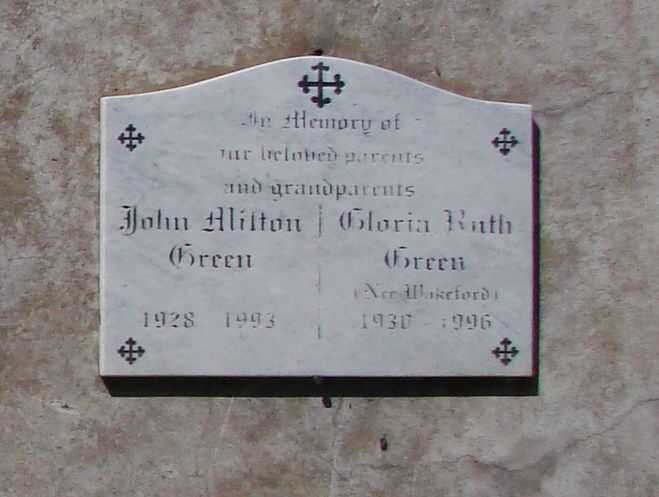 In Memory of
our beloved parents
and grandparents
John Milton
Green
1928 1993
Gloria Ruth
Green
(Nee Wakeford)
1930 - 1996